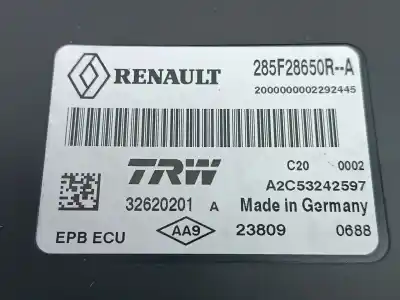 RENAULT 285F28650R--A
2000000002292445
TRW C20 0002
A2C53242597
32620201 A Made in Germany
EPB ECU AA9 23809 0688